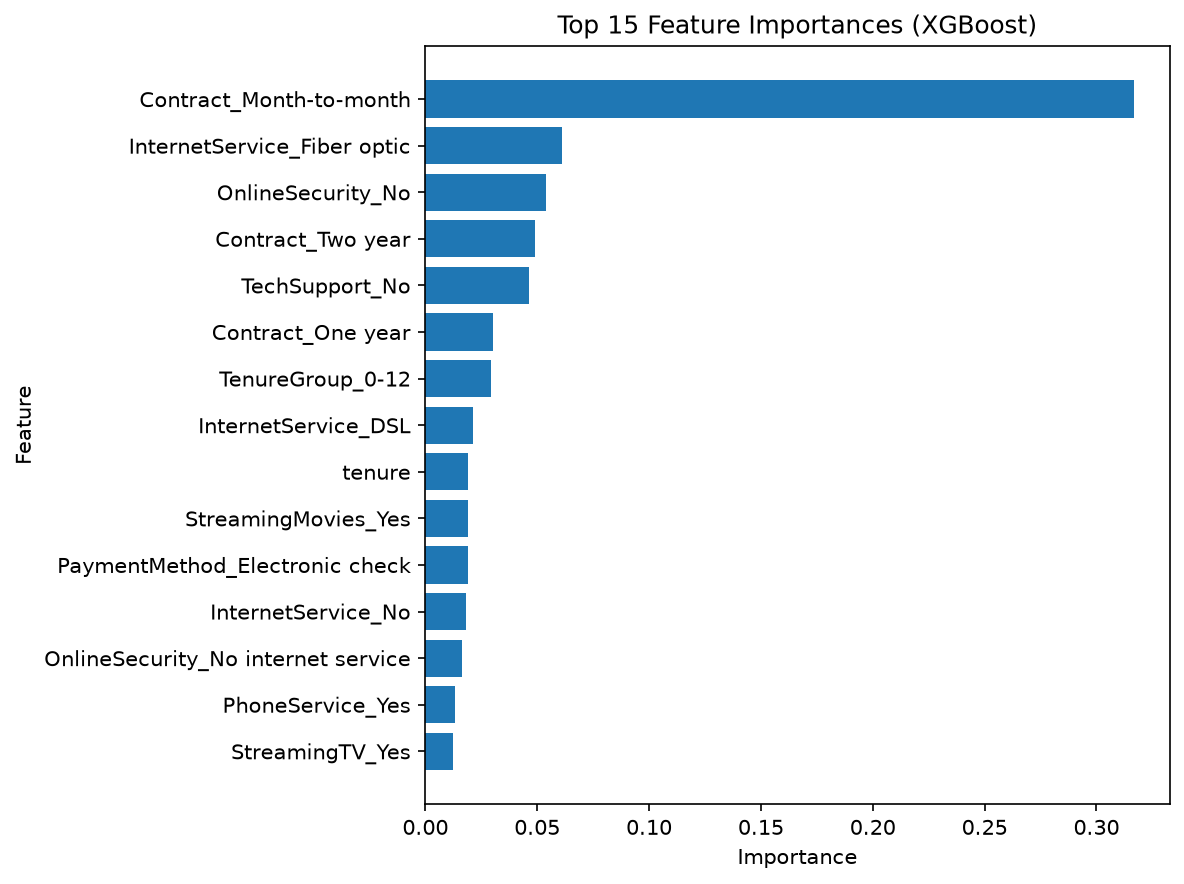 Top 15 Feature Importances (XGBoost)
Contract_Month-to-month
InternetService_Fiber optic
OnlineSecurity_No
Contract_Two year
TechSupport_No
Contract_One year
TenureGroup_0-12
InternetService_DSL
tenure
StreamingMovies_Yes
PaymentMethod_Electronic check
InternetService_No
OnlineSecurity_No internet service
PhoneService_Yes
StreamingTV_Yes
Feature
0.00 0.05 0.10 0.15 0.20 0.25 0.30
Importance